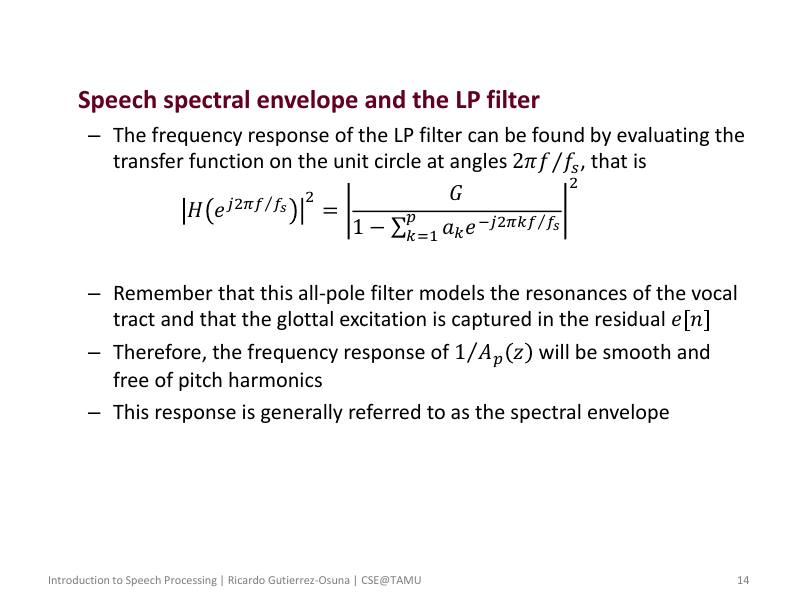 Speech spectral envelope and the LP filter
– The frequency response of the LP filter can be found by evaluating the
transfer function on the unit circle at angles 2𝜋𝑓/𝑓ₛ, that is
|𝐻(𝑒^{𝑗2𝜋𝑓/𝑓ₛ})|² = |𝐺 / (1 − ∑_{𝑘=1}^{𝑝} 𝑎ₖ𝑒^{−𝑗2𝜋𝑘𝑓/𝑓ₛ})|²
– Remember that this all-pole filter models the resonances of the vocal
tract and that the glottal excitation is captured in the residual 𝑒[𝑛]
– Therefore, the frequency response of 1/𝐴ₚ(𝑧) will be smooth and
free of pitch harmonics
– This response is generally referred to as the spectral envelope
Introduction to Speech Processing | Ricardo Gutierrez-Osuna | CSE@TAMU 14